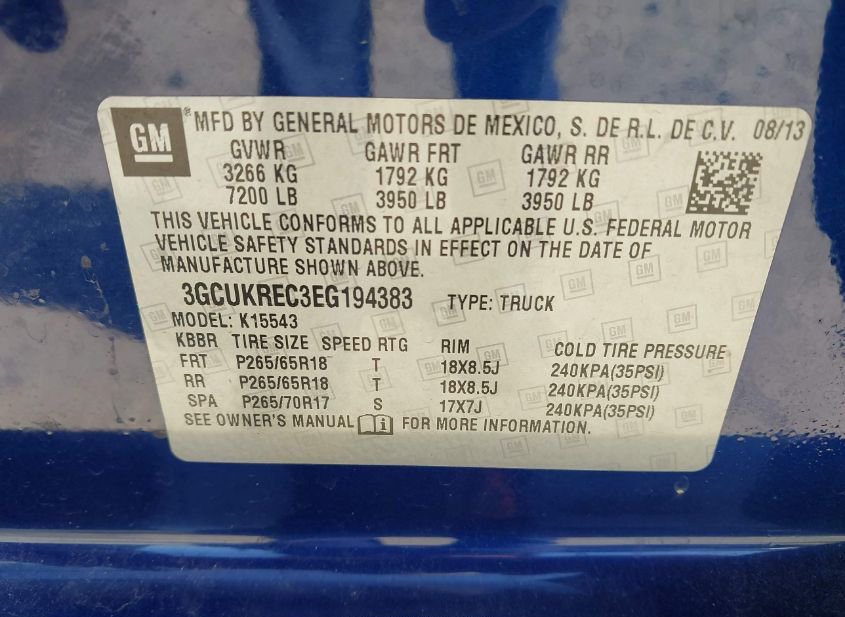 GM ® MFD BY GENERAL MOTORS DE MEXICO, S. DE R.L. DE C.V. 08/13
GVWR GAWR FRT GAWR RR
3266 KG 1792 KG 1792 KG
7200 LB 3950 LB 3950 LB
THIS VEHICLE CONFORMS TO ALL APPLICABLE U.S. FEDERAL MOTOR
VEHICLE SAFETY STANDARDS IN EFFECT ON THE DATE OF
MANUFACTURE SHOWN ABOVE.
3GCUKREC3EG194383 TYPE: TRUCK
MODEL: K15543
KBBR TIRE SIZE SPEED RTG RIM COLD TIRE PRESSURE
FRT P265/65R18 T 18X8.5J 240KPA(35PSI)
RR P265/65R18 T 18X8.5J 240KPA(35PSI)
SPA P265/70R17 S 17X7J 240KPA(35PSI)
SEE OWNER'S MANUAL i FOR MORE INFORMATION.